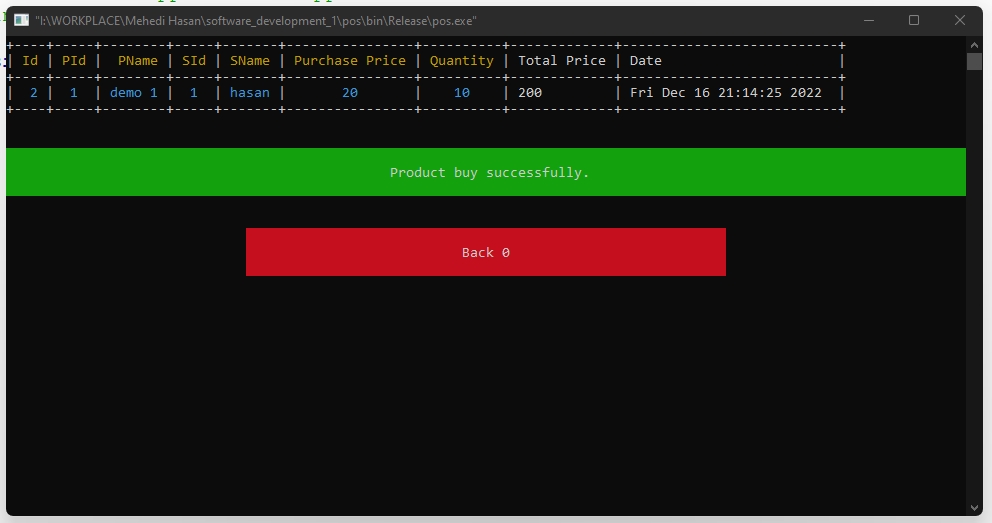 "I:\WORKPLACE\Mehedi Hasan\software_development_1\pos\bin\Release\pos.exe"
+----+-----+--------+-----+-------+----------------+----------+-------------+---------------------------+
| Id | PId |  PName | SId | SName | Purchase Price | Quantity | Total Price | Date                      |
+----+-----+--------+-----+-------+----------------+----------+-------------+---------------------------+
|  2 |  1  | demo 1 |  1  | hasan |       20       |    10    | 200         | Fri Dec 16 21:14:25 2022  |
+----+-----+--------+-----+-------+----------------+----------+-------------+---------------------------+
Product buy successfully.
Back 0